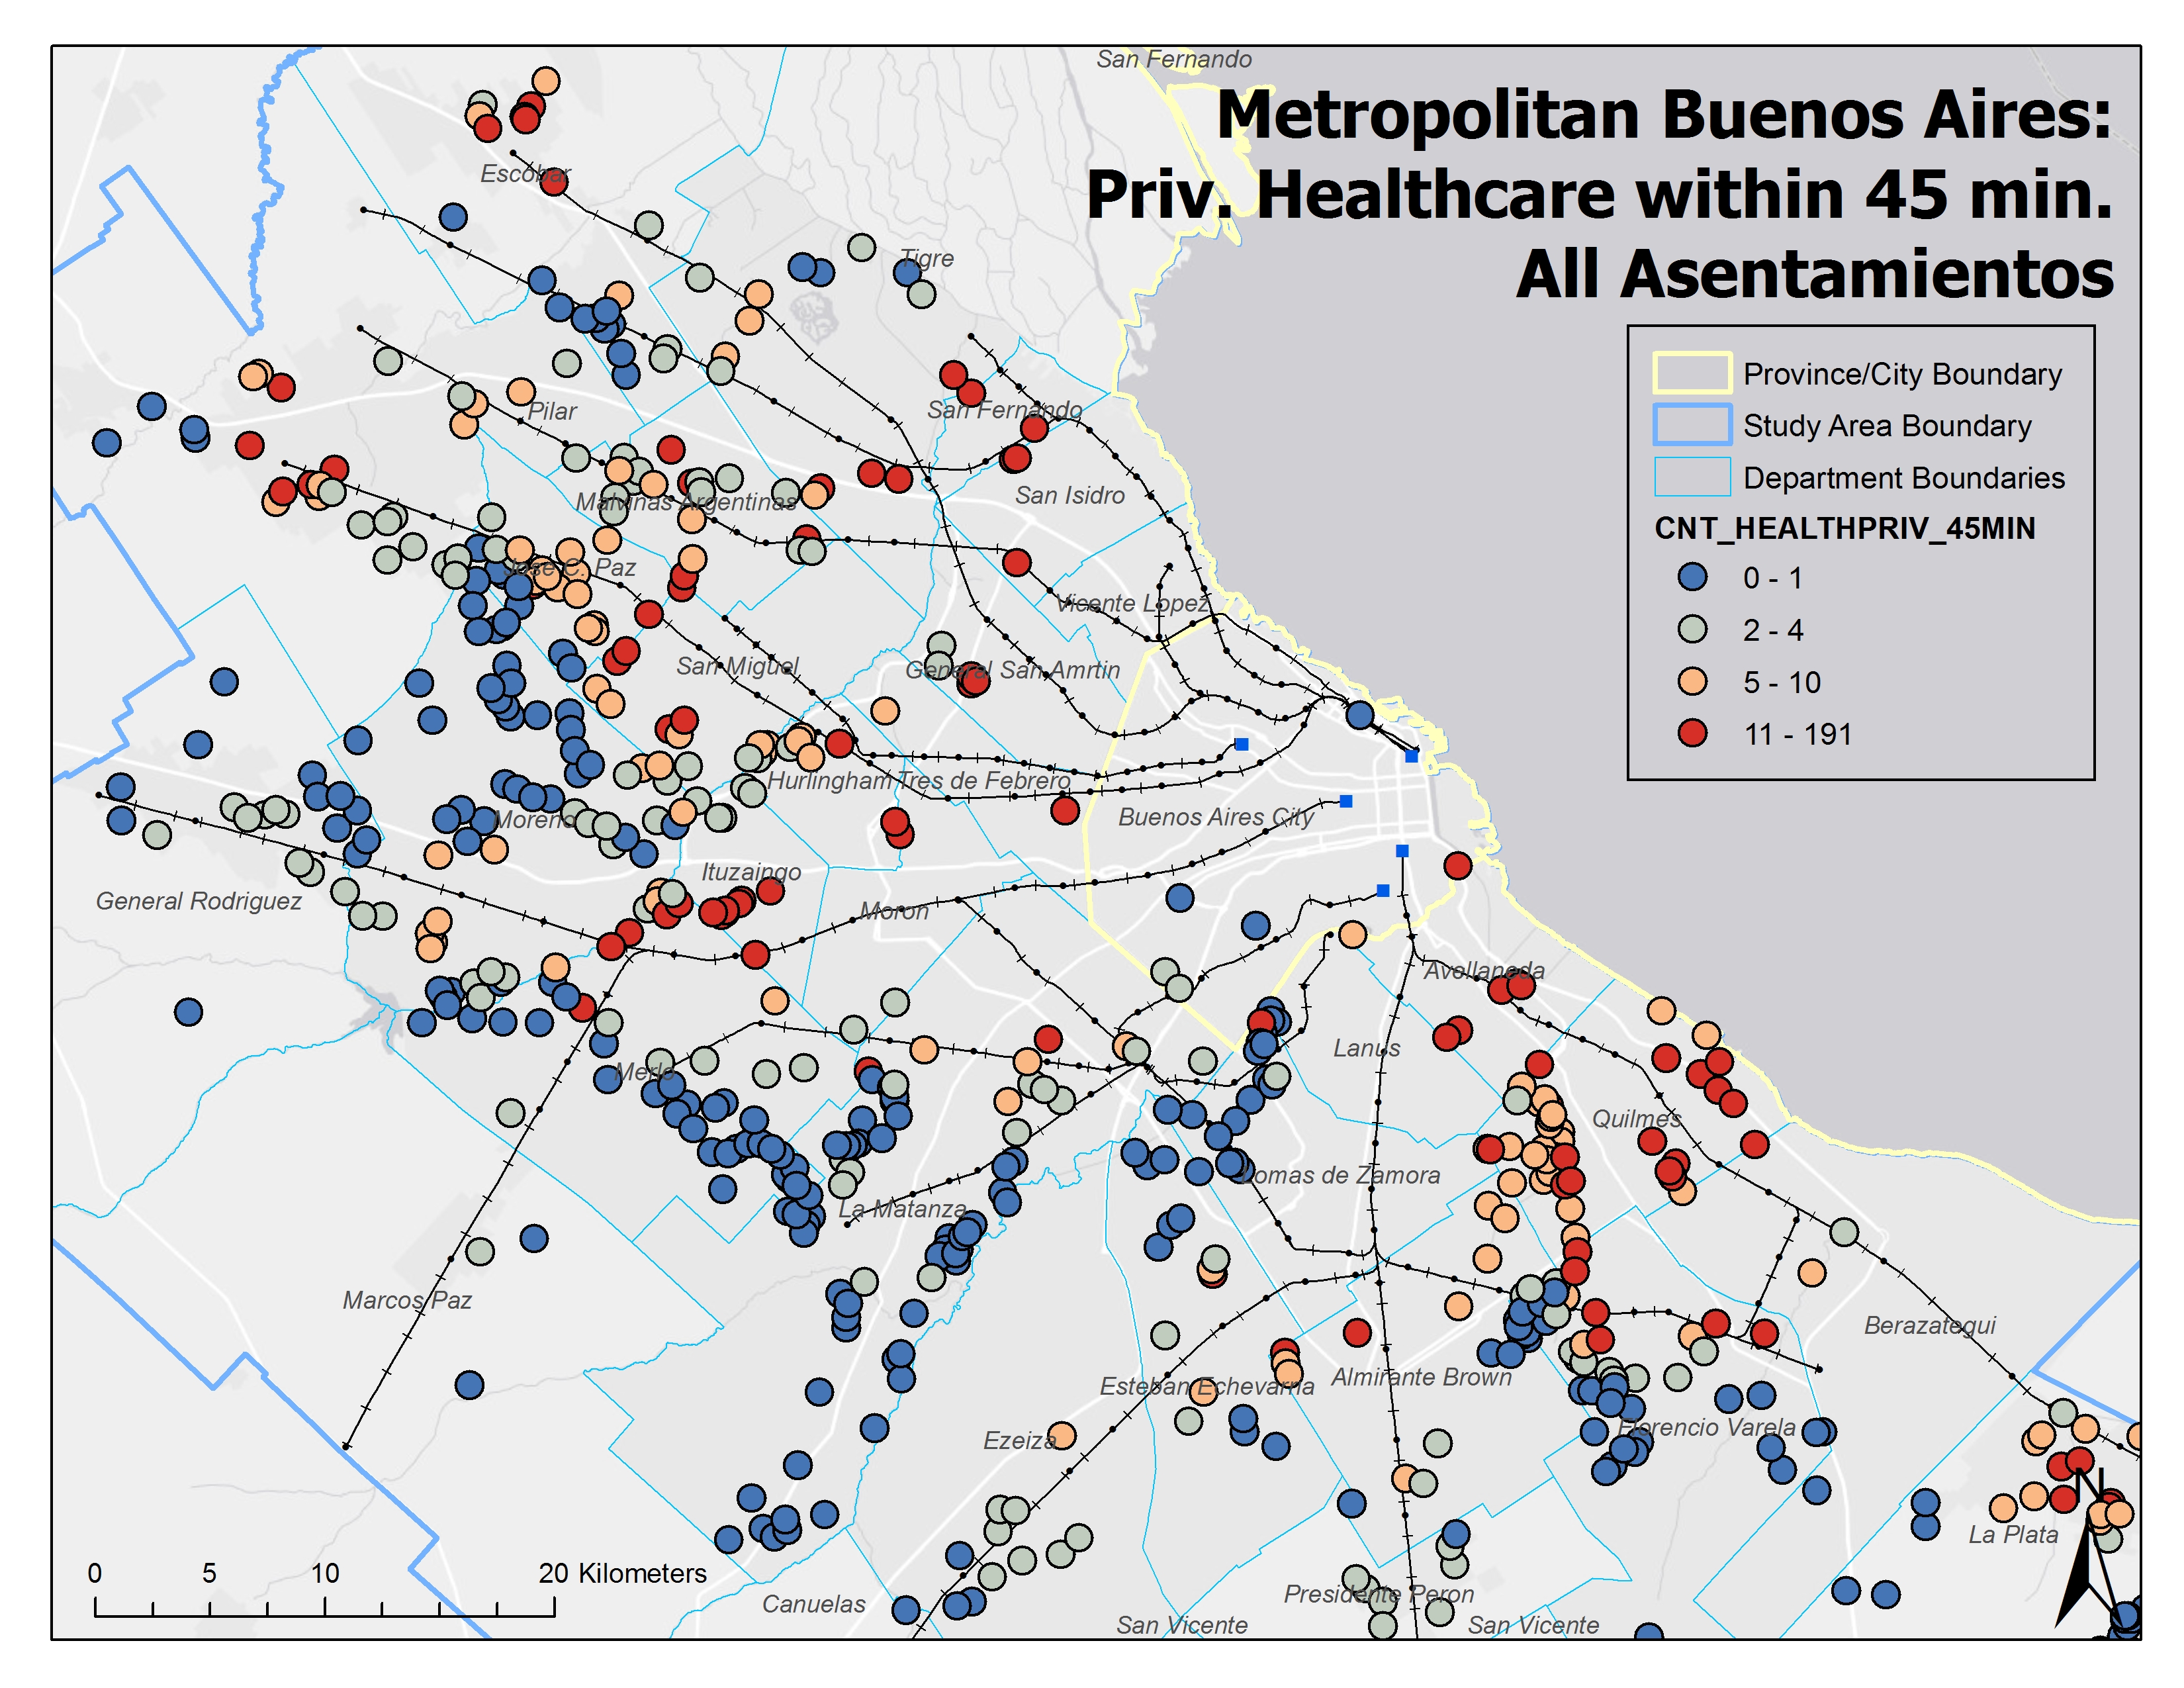 San Fernando
Metropolitan Buenos Aires:
Priv. Healthcare within 45 min.
All Asentamientos
Escobar
Tigre
Province/City Boundary
Study Area Boundary
Department Boundaries
CNT_HEALTHPRIV_45MIN
0 - 1
2 - 4
5 - 10
11 - 191
Pilar
San Fernando
San Isidro
Malvinas Argentinas
Jose C. Paz
Vicente Lopez
San Miguel
General San Amrtin
Hurlingham
Tres de Febrero
Buenos Aires City
Moreno
Ituzaingo
General Rodriguez
Moron
Avollaneda
Lanus
Merlo
Quilmes
Lomas de Zamora
La Matanza
Marcos Paz
Berazategui
Esteban Echevarria
Almirante Brown
Florencio Varela
Ezeiza
N
La Plata
0 5 10 20 Kilometers
Canuelas
Presidente Peron
San Vicente
San Vicente